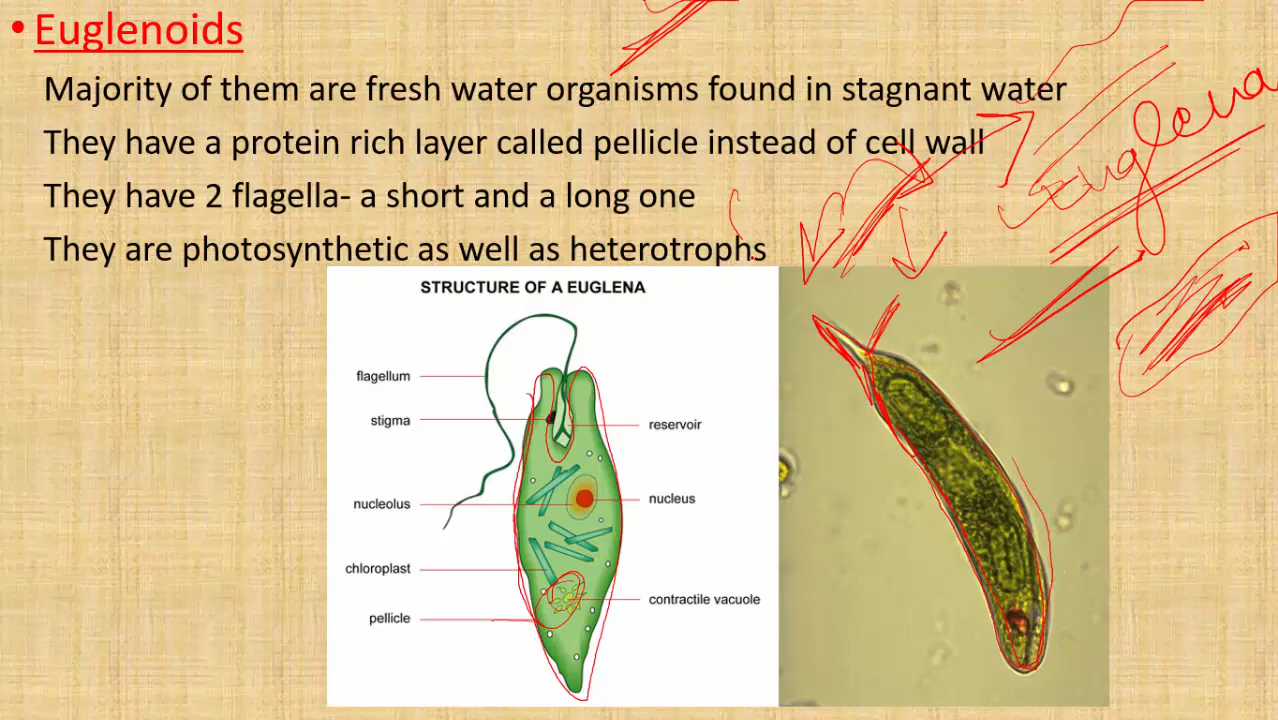 • Euglenoids
Majority of them are fresh water organisms found in stagnant water
They have a protein rich layer called pellicle instead of cell wall
They have 2 flagella- a short and a long one
They are photosynthetic as well as heterotrophs
Euglena
STRUCTURE OF A EUGLENA
flagellum
stigma
reservoir
nucleolus
nucleus
chloroplast
contractile vacuole
pellicle